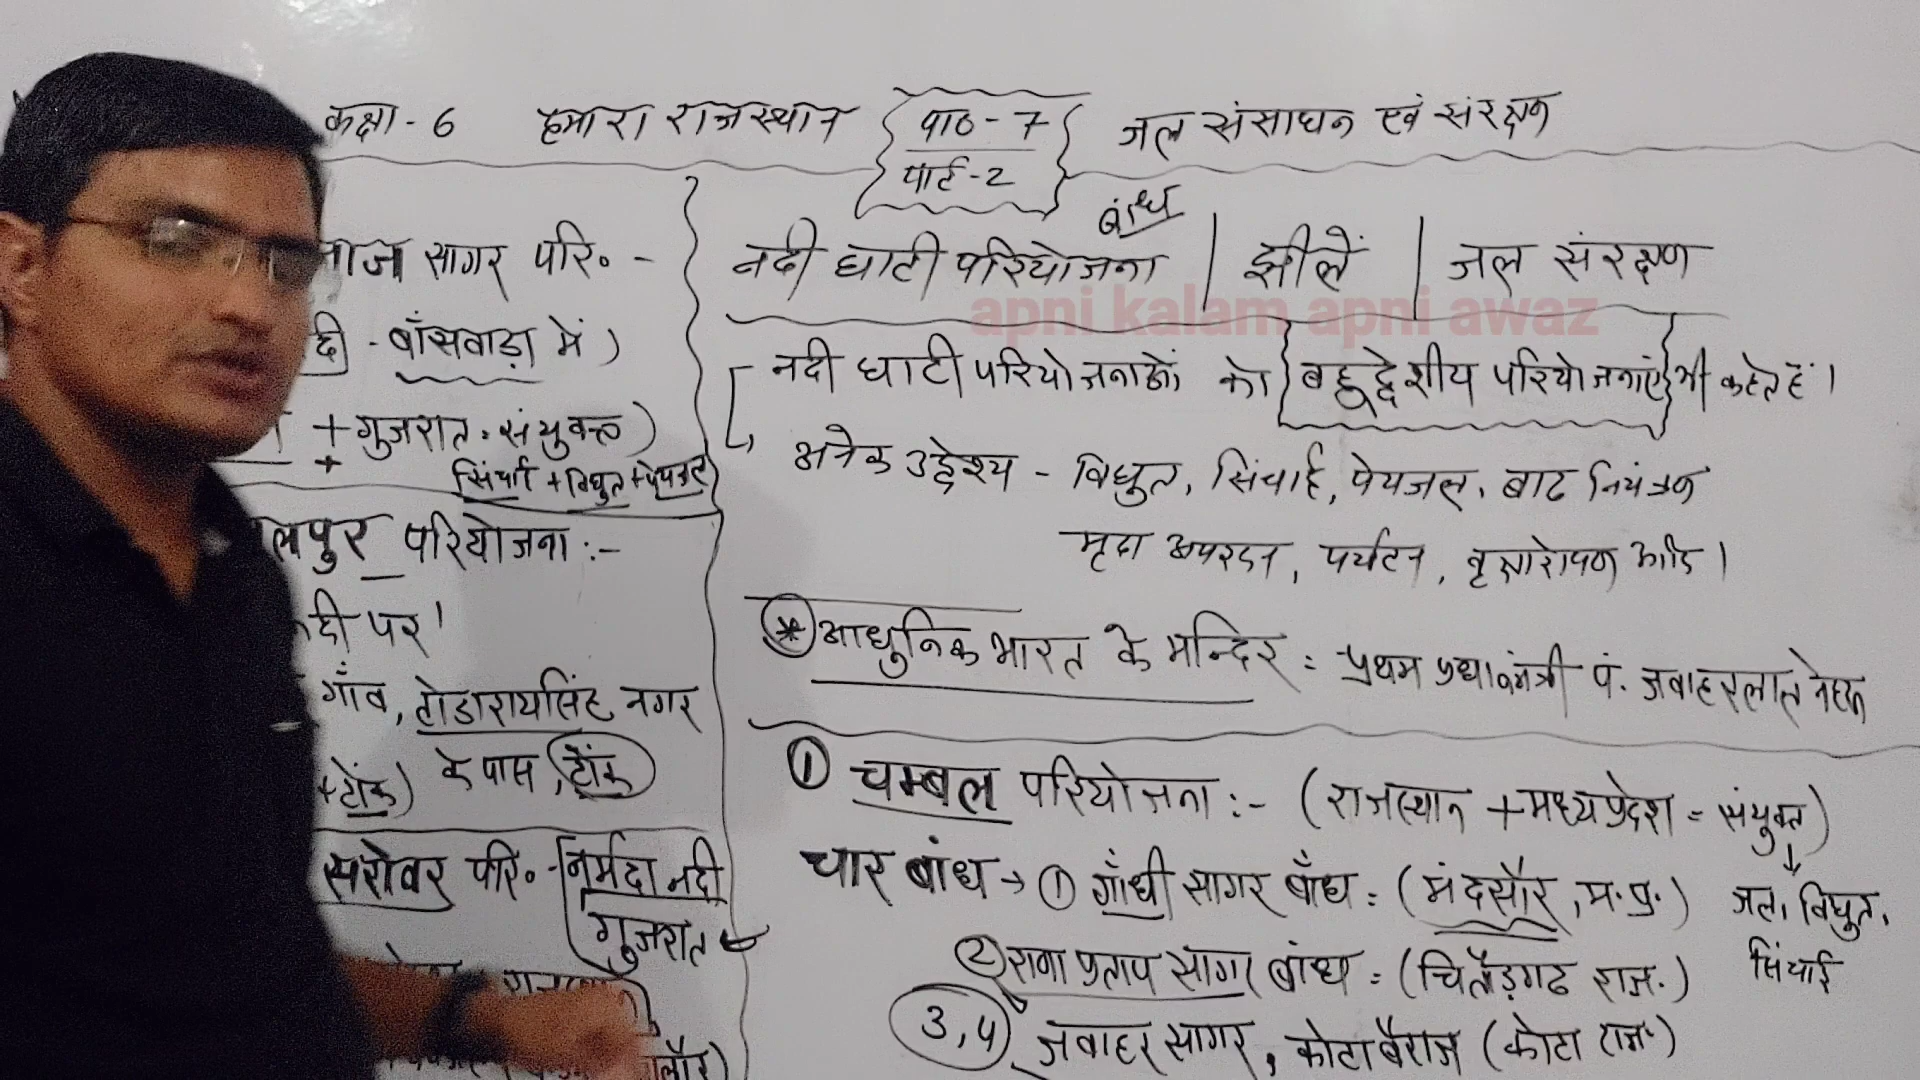 कक्षा - 6 हमारा राजस्थान पाठ - 7 जल संसाधन एवं संरक्षण
पार्ट - 2
सागर परि० -
- बाँसवाड़ा में)
+ गुजरात = संयुक्त)
सिंचाई + विधुत + पेयजल
परियोजना :-
पर।
गाँव, टोडारायसिंह नगर
+ टोंक) के पास, टोंक
सरोवर परि० - नर्मदा नदी
गुजरात
बांध
नदी घाटी परियोजना | झीलें | जल संरक्षण
apni kalam apni awaz
नदी घाटी परियोजनाओं को बहुद्देशीय परियोजनाएं भी कहते हैं।
अनेक उद्देश्य - विधुत, सिंचाई, पेयजल, बाढ नियंत्रण
मृदा अपरदन, पर्यटन, वृक्षारोपण आदि।
* आधुनिक भारत के मन्दिर : प्रथम प्रधानमंत्री पं. जवाहरलाल नेहरू
① चम्बल परियोजना :- (राजस्थान + मध्यप्रदेश = संयुक्त)
चार बांध → ① गाँधी सागर बाँध : (मंदसौर, म.प्र.) जल, विधुत,
② राणा प्रताप सागर बांध = (चितौड़गढ राज.) सिंचाई
3,4 जवाहर सागर, कोटा बैराज (कोटा राज.)